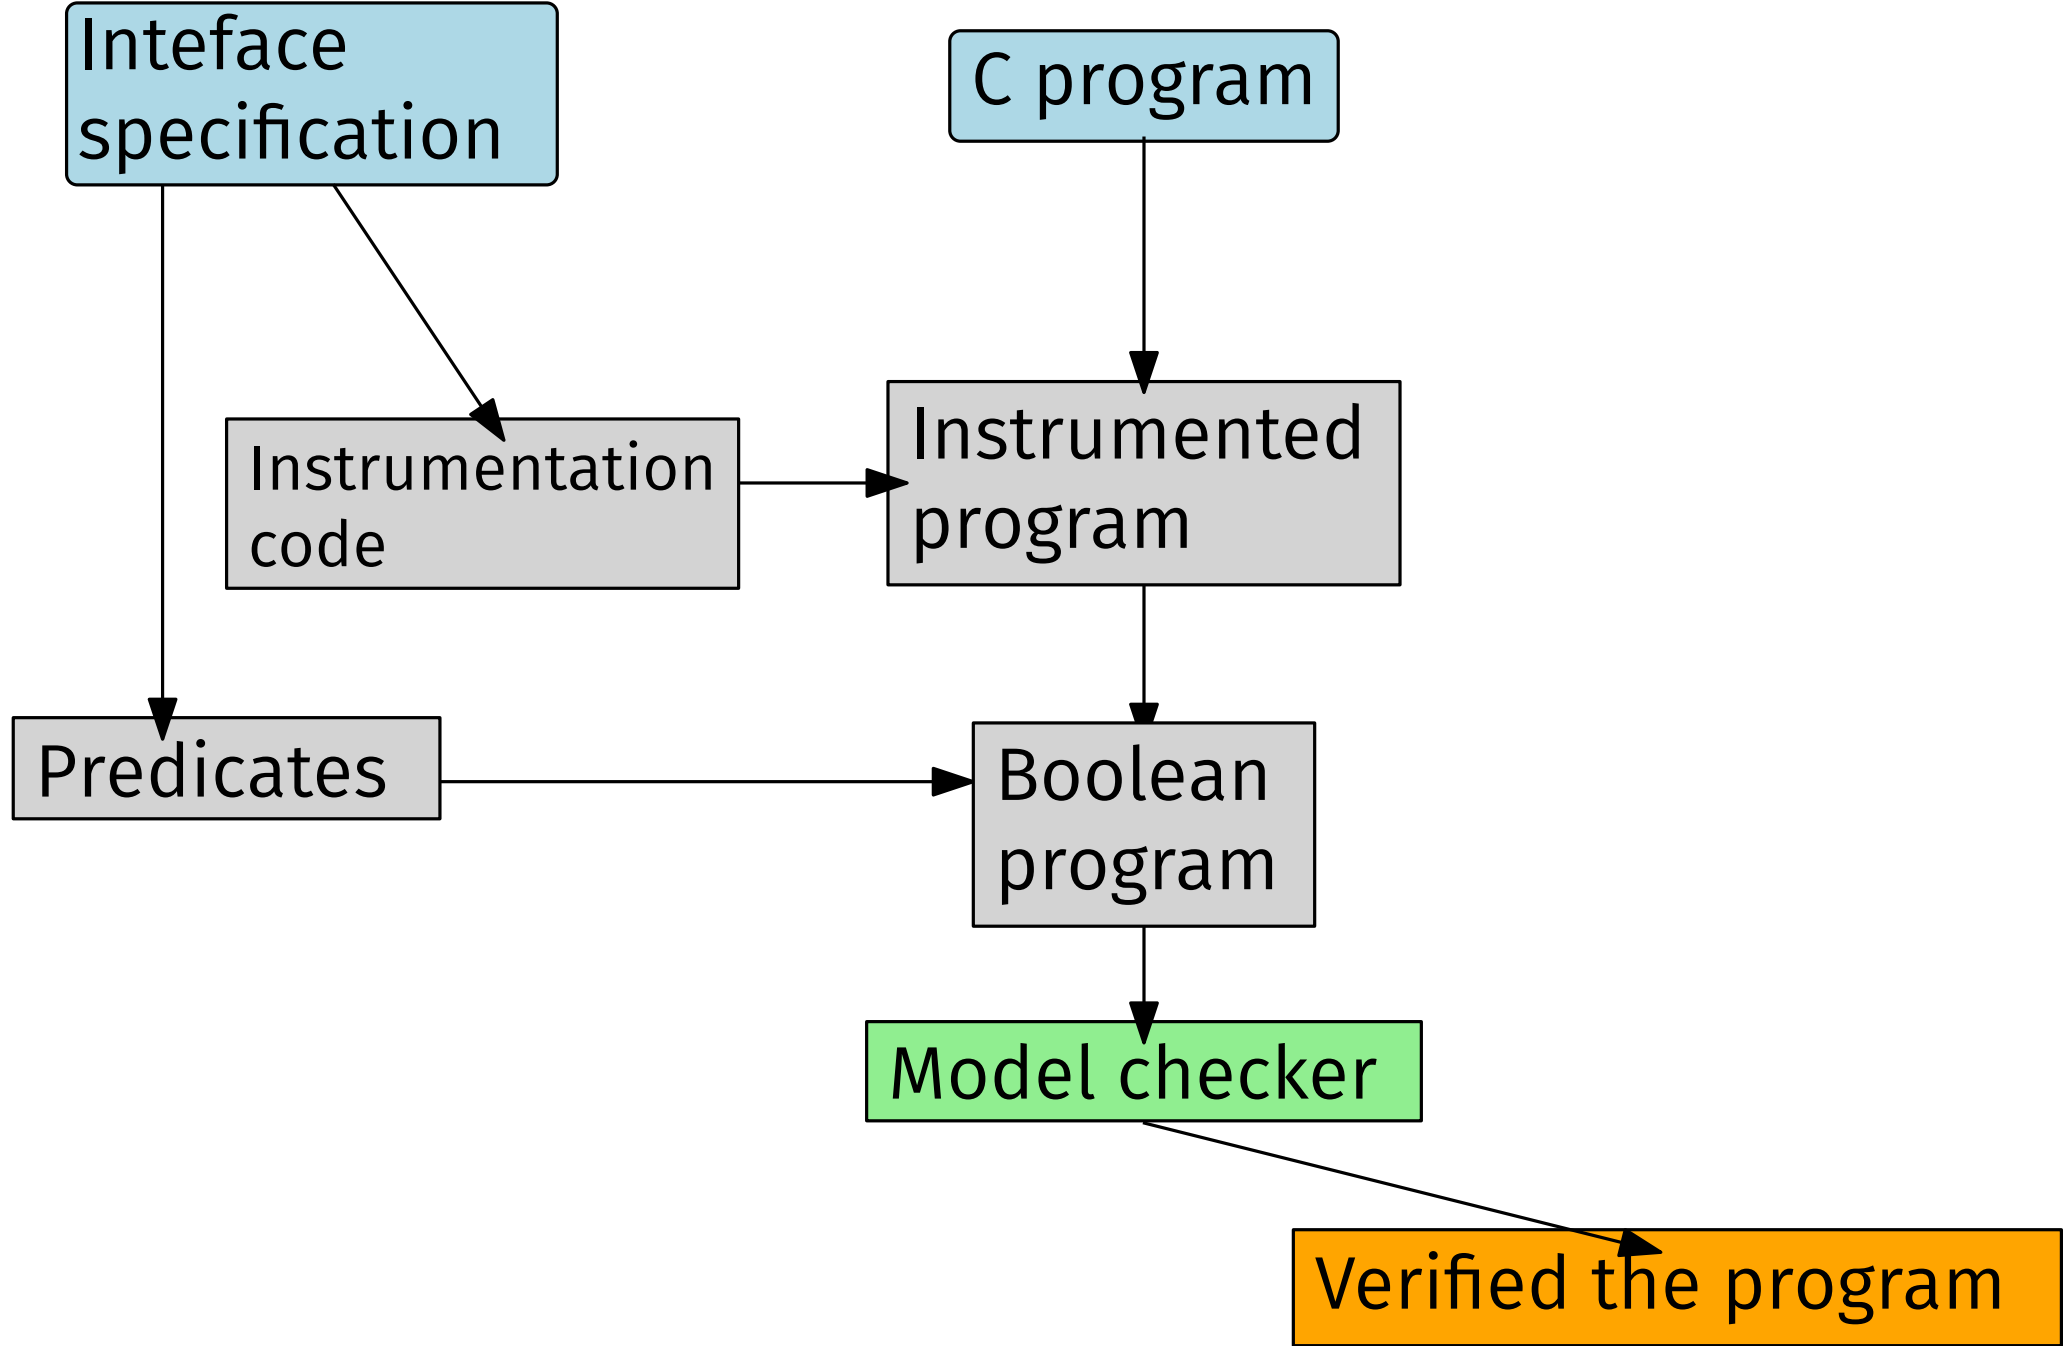 Inteface
specification
C program
Instrumentation
code
Instrumented
program
Predicates
Boolean
program
Model checker
Verified the program